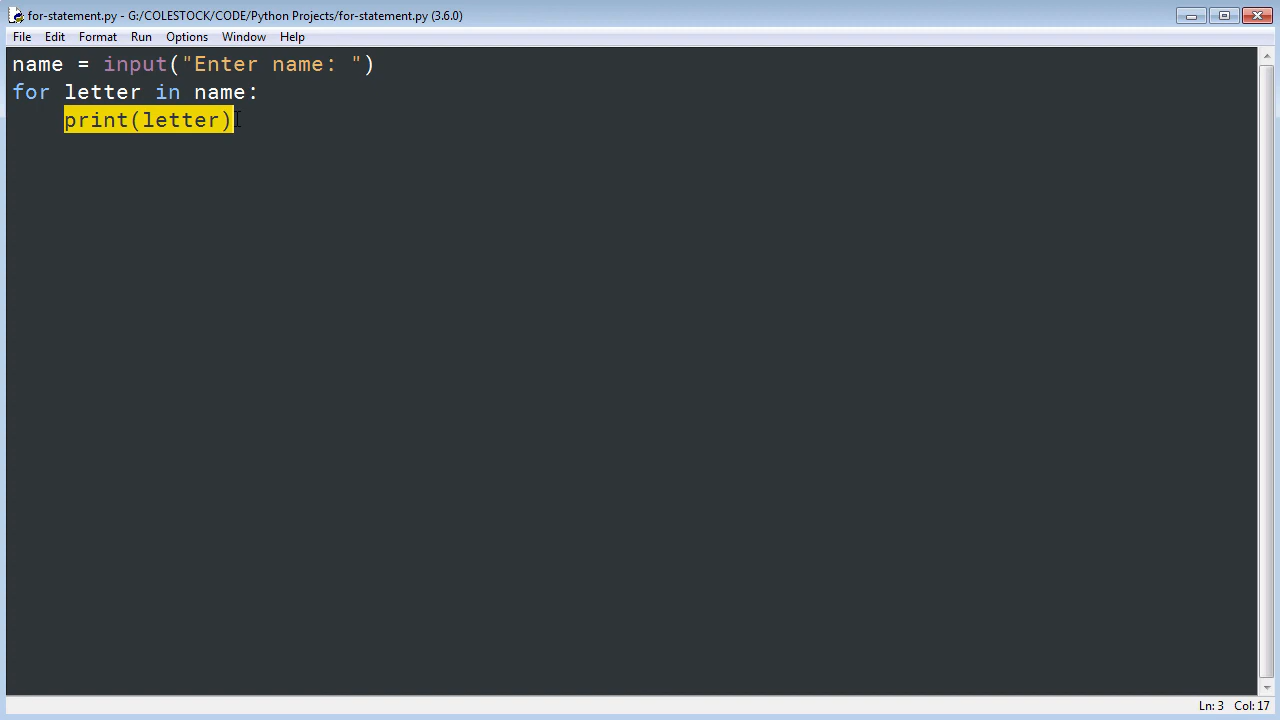 for-statement.py - G:/COLESTOCK/CODE/Python Projects/for-statement.py (3.6.0)
File Edit Format Run Options Window Help
name = input("Enter name: ")
for letter in name:
    print(letter)
Ln: 3 Col: 17